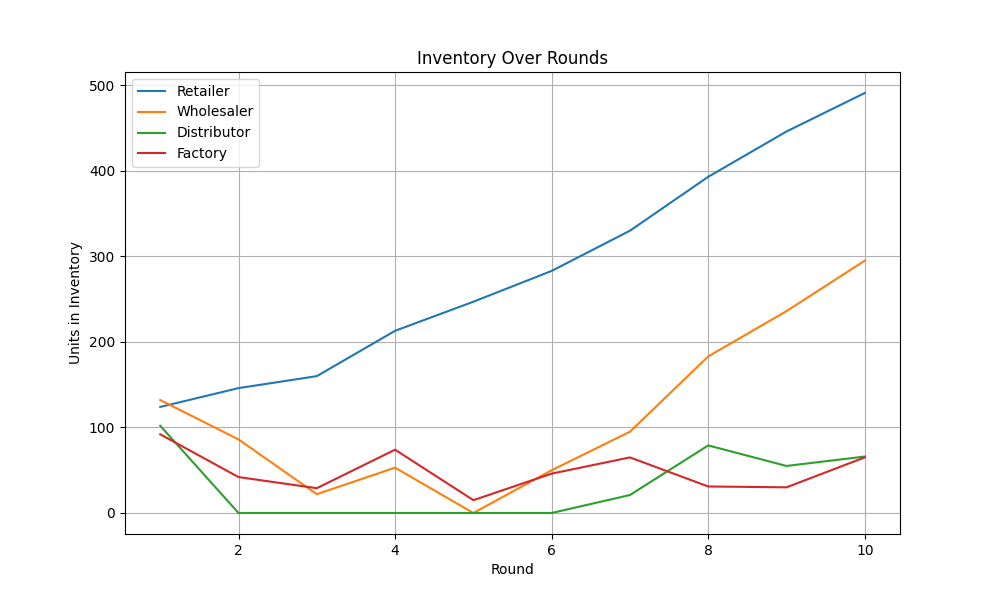 Inventory Over Rounds
Retailer
Wholesaler
Distributor
Factory
Units in Inventory
500
400
300
200
100
0
2 4 6 8 10
Round